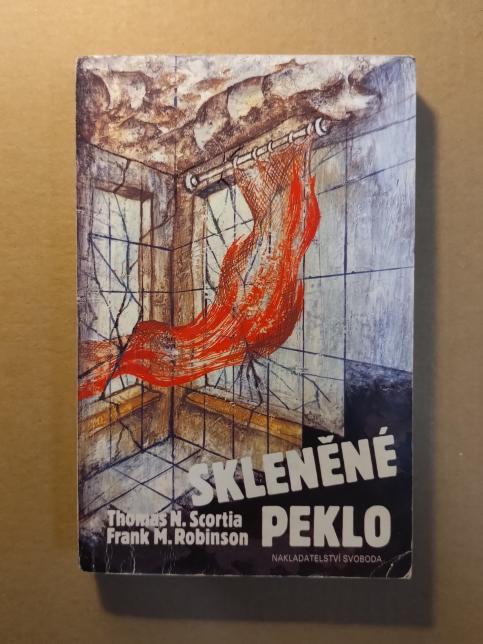 SKLENĚNÉ
PEKLO
Thomas N. Scortia
Frank M. Robinson
NAKLADATELSTVÍ SVOBODA